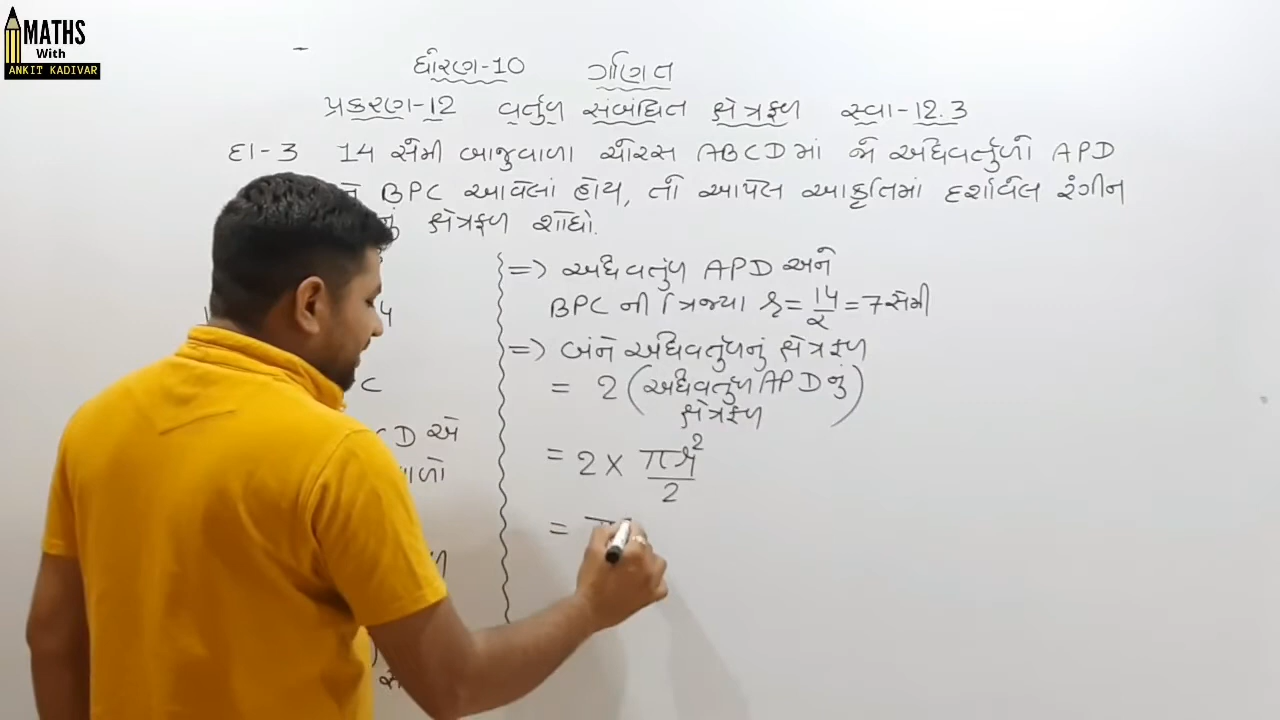 MATHS
With
ANKIT KADIVAR
ધોરણ-10 ગણિત
પ્રકરણ-12 વર્તુળ સંબંધિત ક્ષેત્રફળ સ્વા-12.3
દા-3 14 સેમી બાજુવાળા ચોરસ ABCD માં જો અર્ધવર્તુળો APD
BPC આવેલાં હોય, તો આપેલ આકૃતિમાં દર્શાવેલ રંગીન
ક્ષેત્રફળ શોધો.
=> અર્ધવર્તુળ APD અને
BPC ની ત્રિજ્યા r = 14/2 = 7 સેમી
=> બંને અર્ધવર્તુળનું ક્ષેત્રફળ
= 2 (અર્ધવર્તુળ APD નું
ક્ષેત્રફળ)
= 2 × πr²/2
=
4
C
CD એ